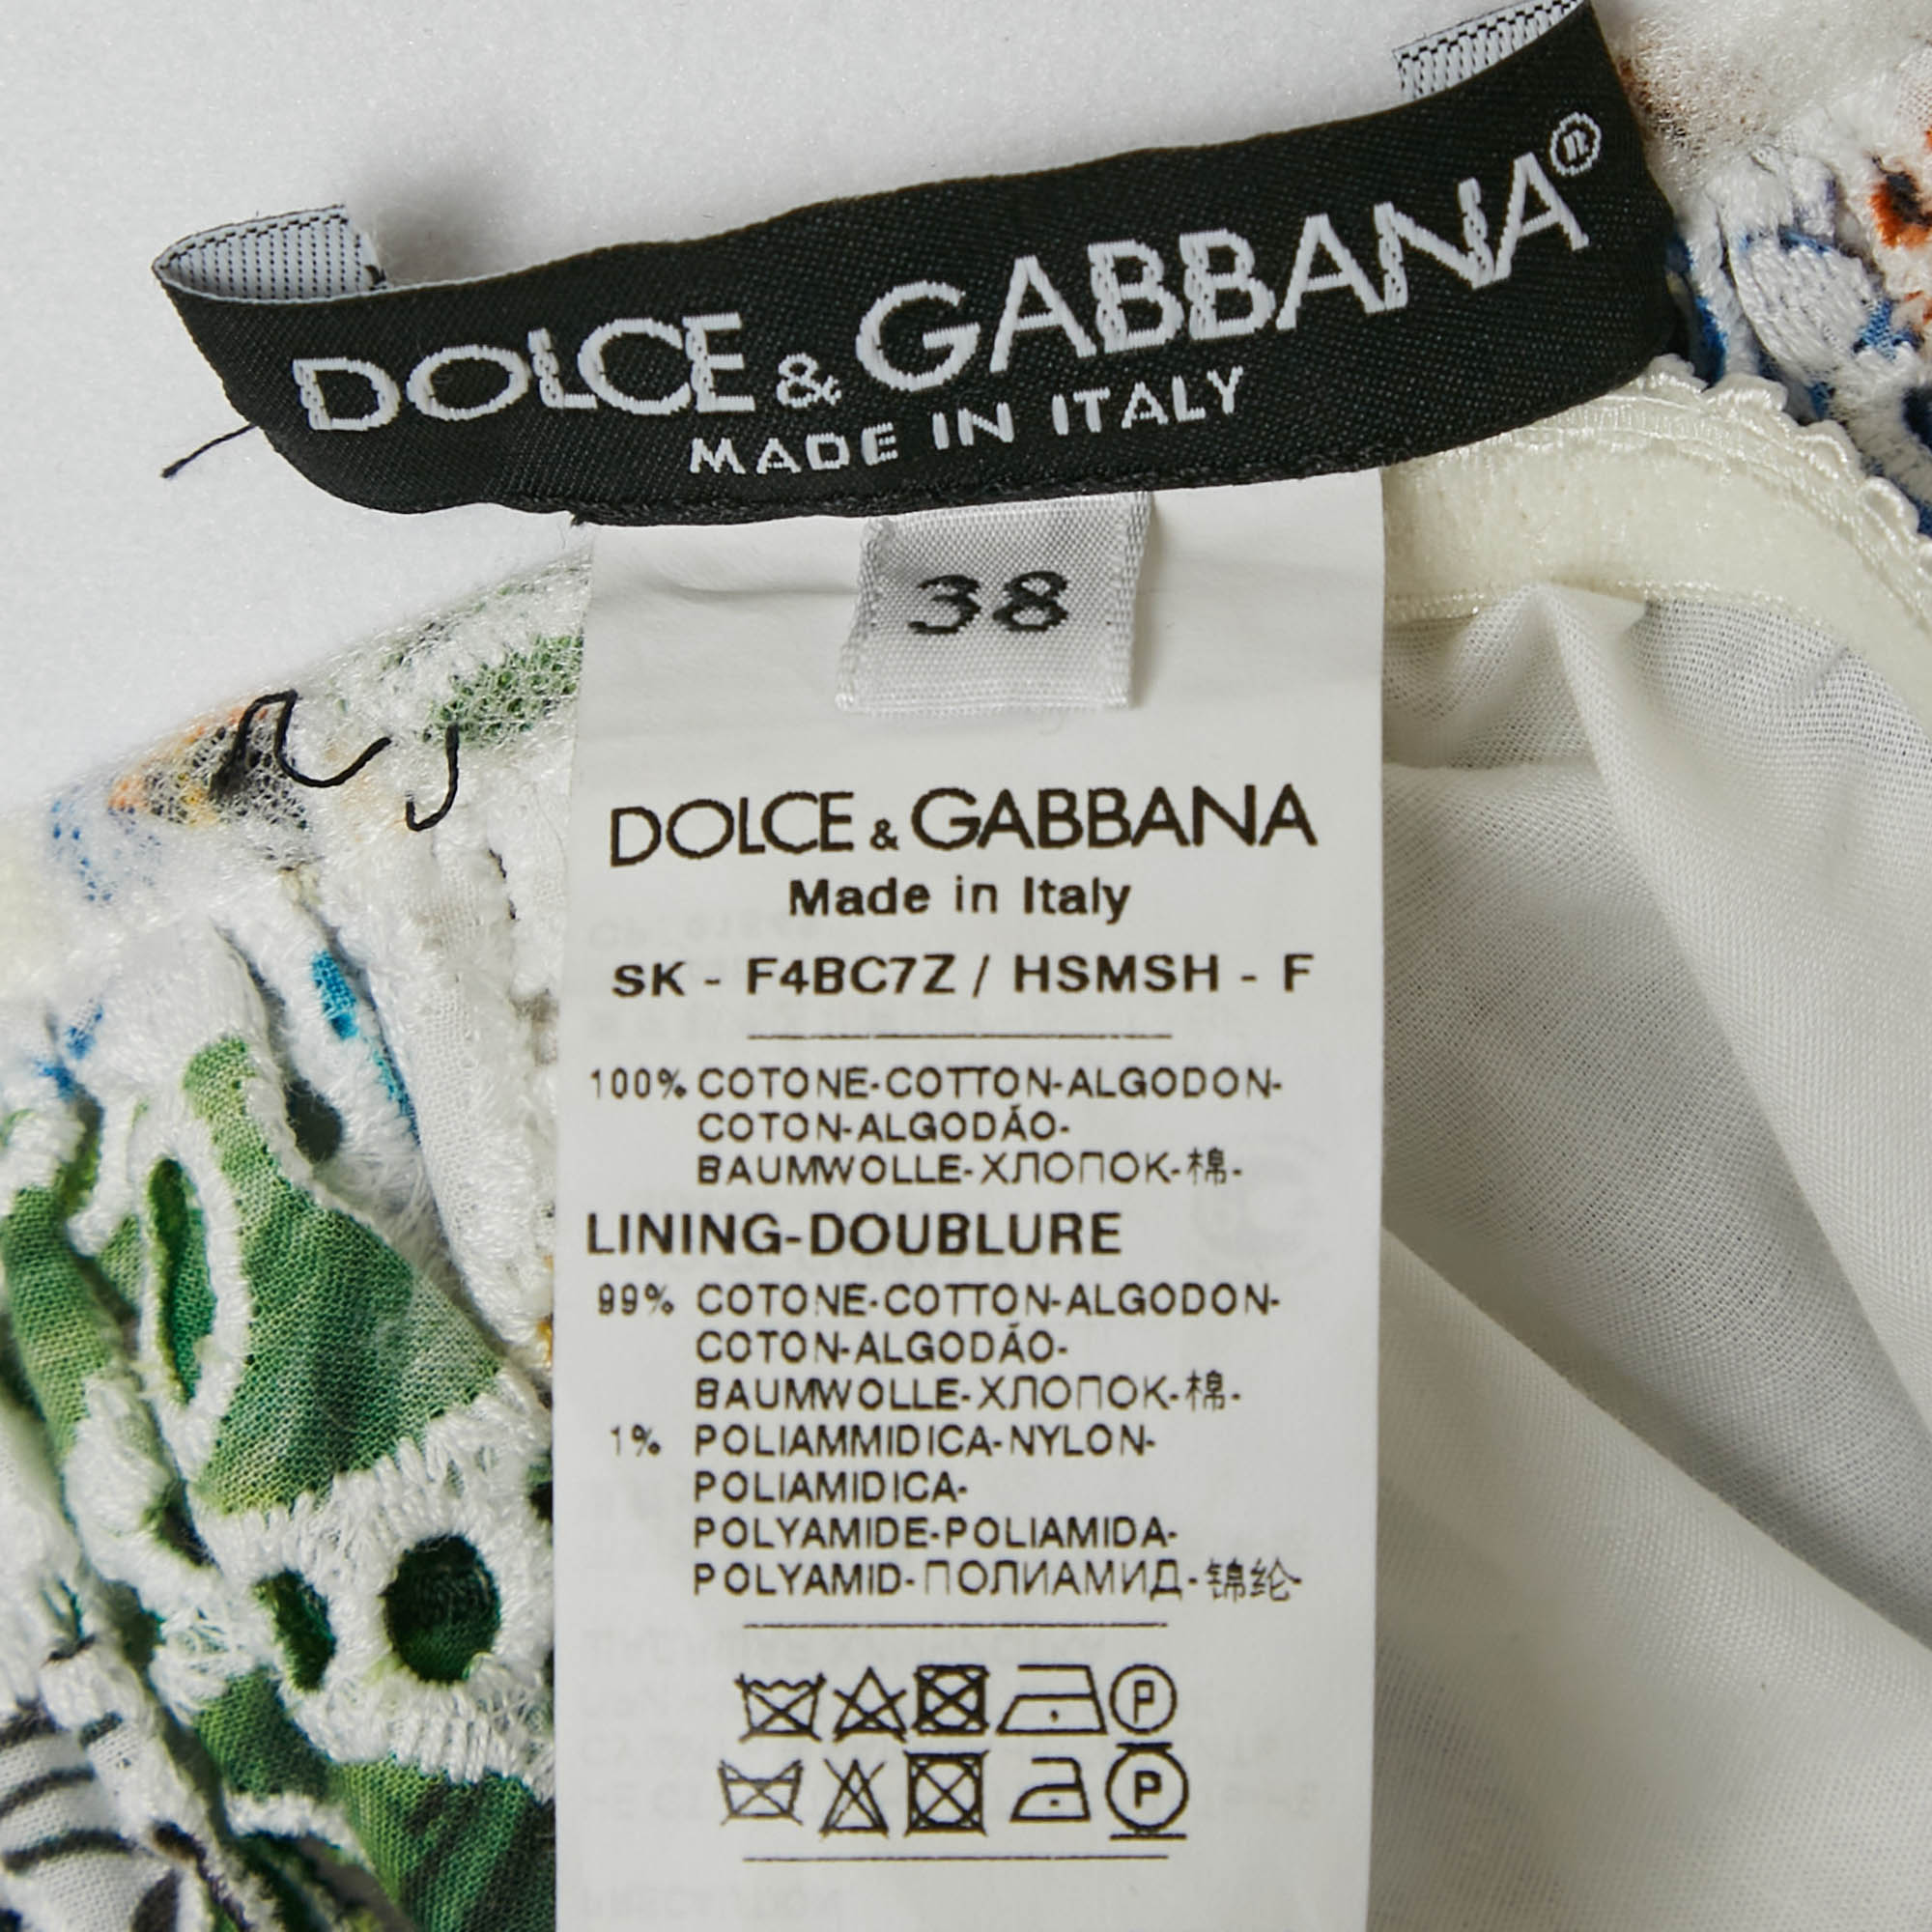 DOLCE & GABBANA®
MADE IN ITALY
38
DOLCE & GABBANA
Made in Italy
SK - F4BC7Z / HSMSH - F
100% COTONE-COTTON-ALGODON-
COTON-ALGODÃO-
BAUMWOLLE-ХЛОПОК-棉-
LINING-DOUBLURE
99% COTONE-COTTON-ALGODON-
COTON-ALGODÃO-
BAUMWOLLE-ХЛОПОК-棉-
1% POLIAMMIDICA-NYLON-
POLIAMIDICA-
POLYAMIDE-POLIAMIDA-
POLYAMID-ПОЛИАМИД-锦纶-
P
P